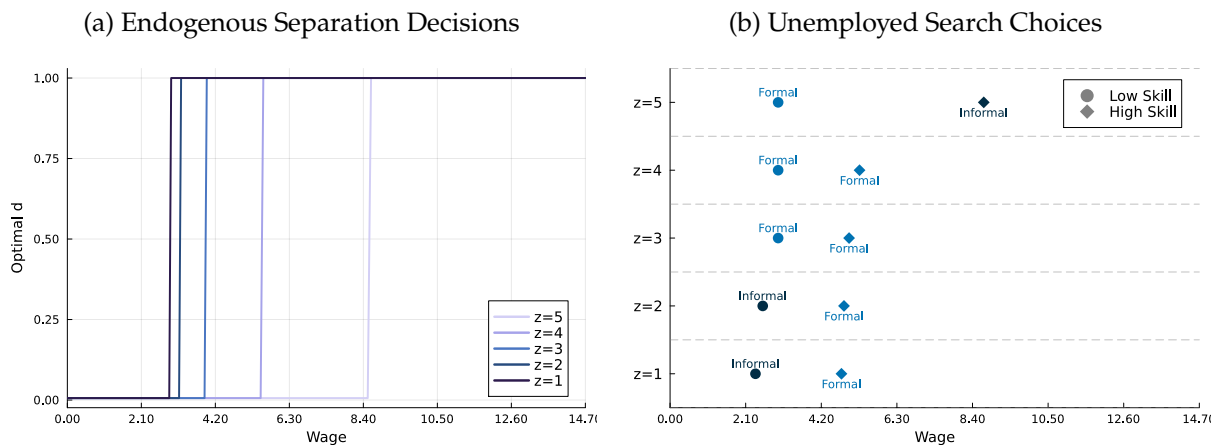 (a) Endogenous Separation Decisions
1.00
0.75
0.50
0.25
0.00
Optimal d
0.00 2.10 4.20 6.30 8.40 10.50 12.60 14.70
Wage
z=5
z=4
z=3
z=2
z=1
(b) Unemployed Search Choices
Low Skill
High Skill
z=5
Formal
Informal
z=4
Formal
Formal
z=3
Formal
Formal
z=2
Informal
Formal
z=1
Informal
Formal
0.00 2.10 4.20 6.30 8.40 10.50 12.60 14.70
Wage